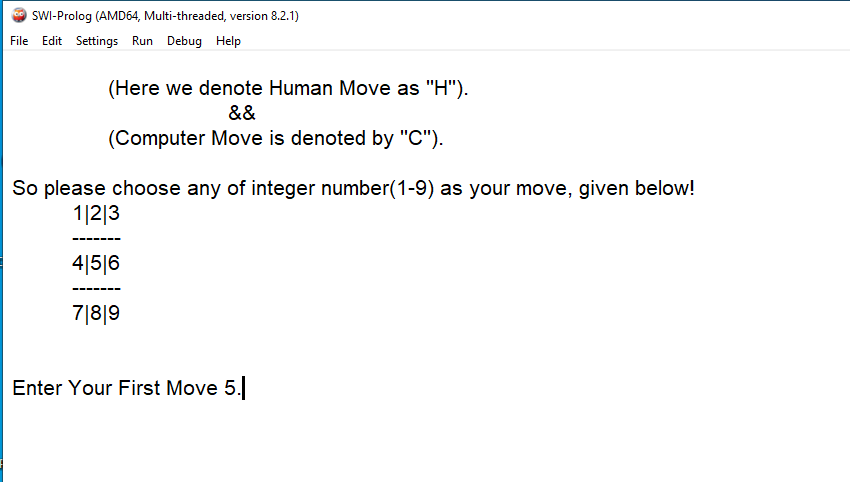 SWI-Prolog (AMD64, Multi-threaded, version 8.2.1)
File Edit Settings Run Debug Help
(Here we denote Human Move as "H").
&&
(Computer Move is denoted by "C").
So please choose any of integer number(1-9) as your move, given below!
1|2|3
-------
4|5|6
-------
7|8|9
Enter Your First Move 5.